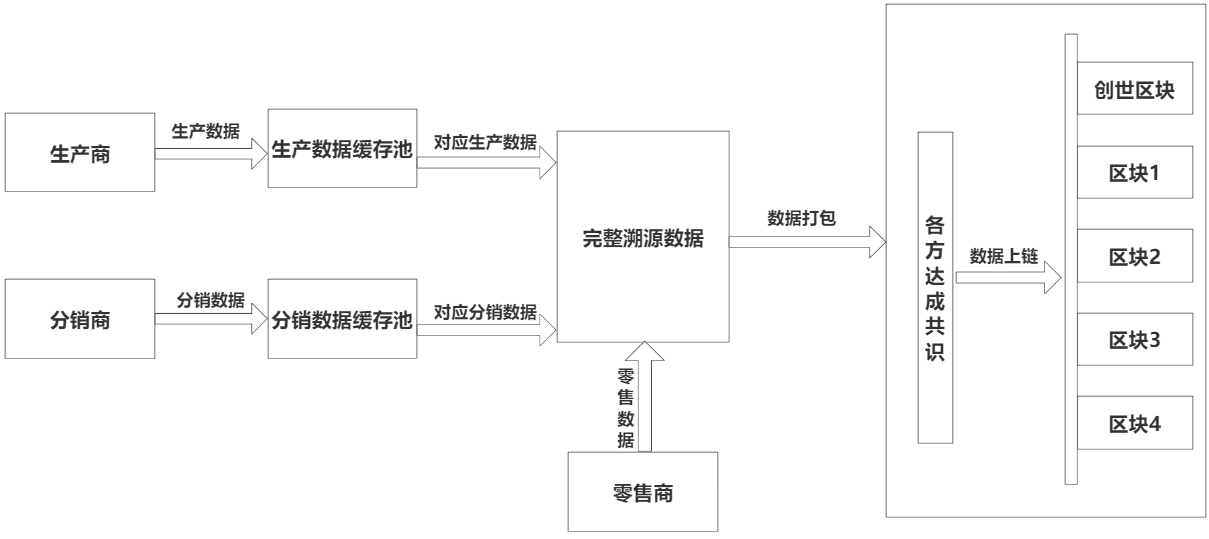 生产商
生产数据
生产数据缓存池
对应生产数据
分销商
分销数据
分销数据缓存池
对应分销数据
完整溯源数据
零售数据
零售商
数据打包
各方达成共识
数据上链
创世区块
区块1
区块2
区块3
区块4